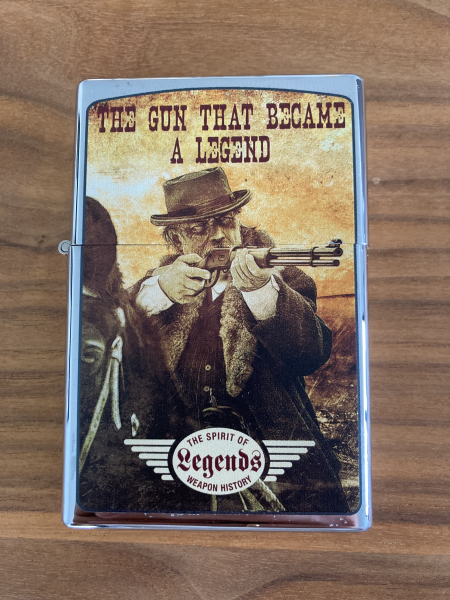 THE GUN THAT BECAME
A LEGEND
THE SPIRIT OF
Legends
WEAPON HISTORY